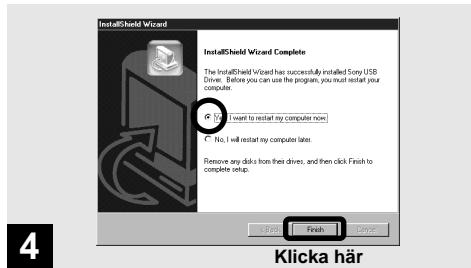 InstallShield Wizard
InstallShield Wizard Complete
The InstallShield Wizard has successfully installed Sony USB
Driver. Before you can use the program, you must restart your
computer.
Yes, I want to restart my computer now.
No, I will restart my computer later.
Remove any disks from their drives, and then click Finish to
complete setup.
< Back Finish Cancel
4
Klicka här